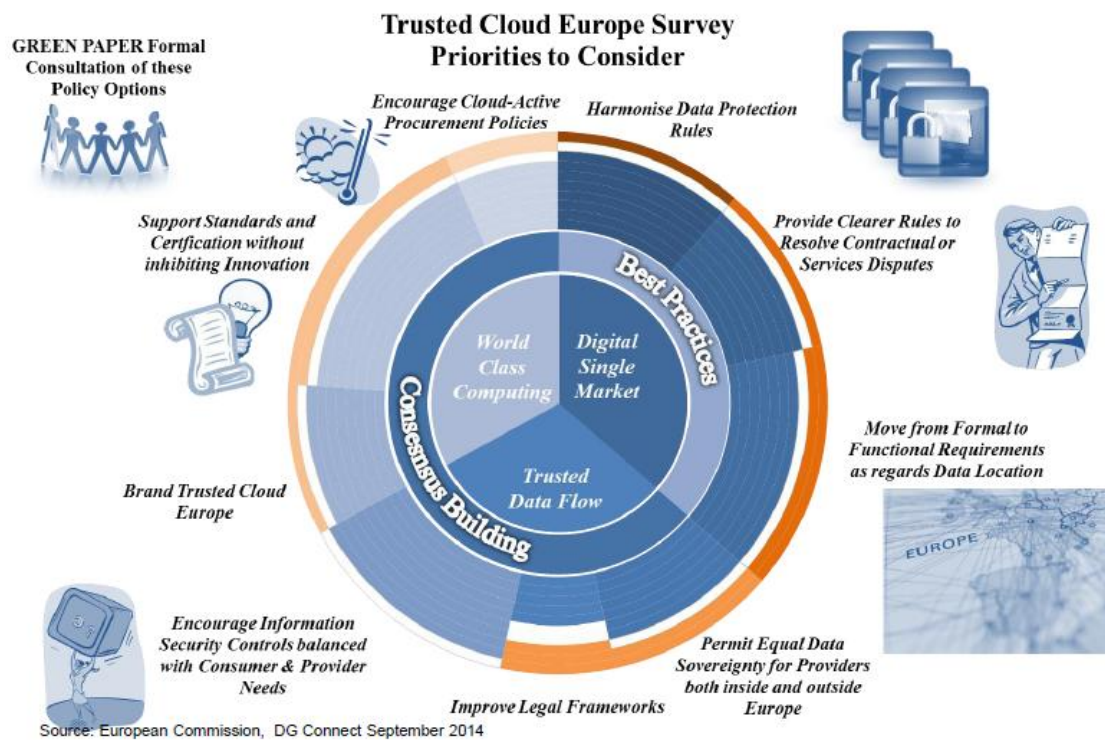 Trusted Cloud Europe Survey
Priorities to Consider
GREEN PAPER Formal
Consultation of these
Policy Options
Encourage Cloud-Active
Procurement Policies
Harmonise Data Protection
Rules
Support Standards and
Certfication without
inhibiting Innovation
Provide Clearer Rules to
Resolve Contractual or
Services Disputes
Best Practices
World
Class
Computing
Digital
Single
Market
Consesnsus Building
Trusted
Data Flow
Move from Formal to
Functional Requirements
as regards Data Location
Brand Trusted Cloud
Europe
EUROPE
Encourage Information
Security Controls balanced
with Consumer & Provider
Needs
Permit Equal Data
Sovereignty for Providers
both inside and outside
Europe
Improve Legal Frameworks
Source: European Commission, DG Connect September 2014